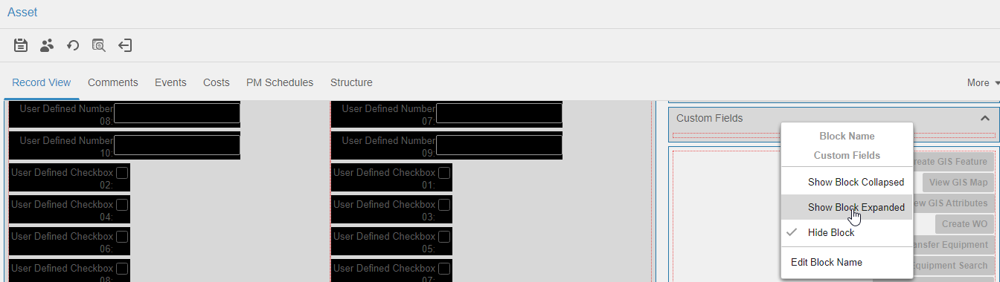 Asset
Record View Comments Events Costs PM Schedules Structure More
User Defined Number 08:
User Defined Number 07:
User Defined Number 10:
User Defined Number 09:
User Defined Checkbox 02:
User Defined Checkbox 01:
User Defined Checkbox 04:
User Defined Checkbox 03:
User Defined Checkbox 06:
User Defined Checkbox 05:
User Defined Checkbox 08:
User Defined Checkbox 07:
Custom Fields
Block Name
Custom Fields
Show Block Collapsed
Show Block Expanded
Hide Block
Edit Block Name
GIS Feature
View GIS Map
GIS Attributes
Create WO
Equipment
Search